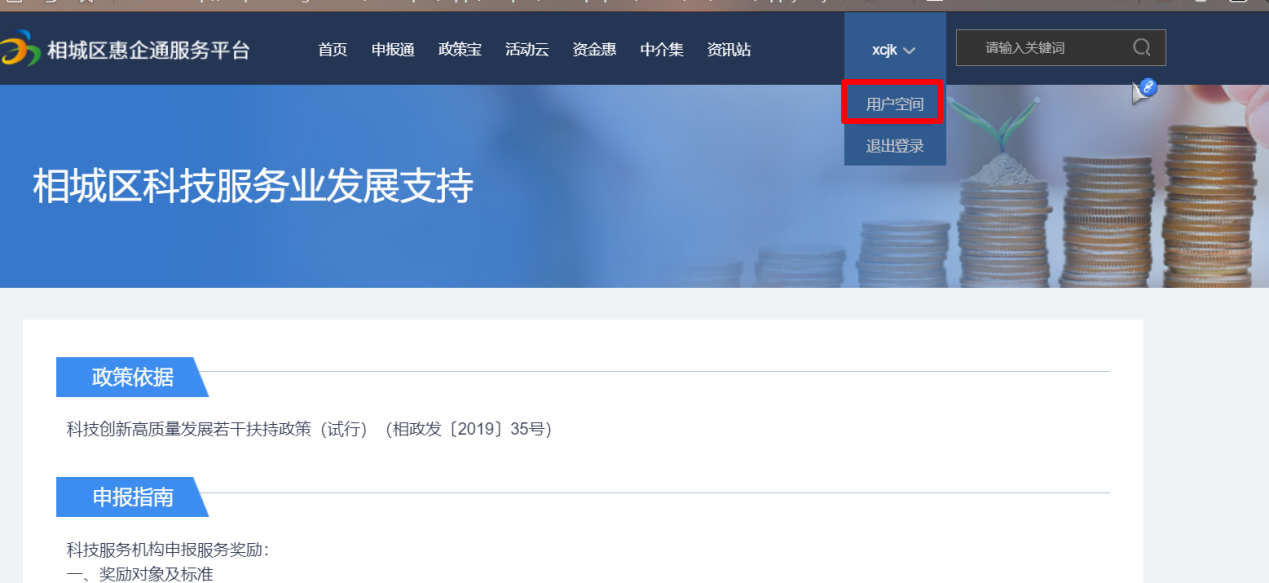 相城区惠企通服务平台 首页 申报通 政策宝 活动云 资金惠 中介集 资讯站 xcjk 请输入关键词
用户空间
退出登录
相城区科技服务业发展支持
政策依据
科技创新高质量发展若干扶持政策（试行）（相政发〔2019〕35号）
申报指南
科技服务机构申报服务奖励：
一、奖励对象及标准